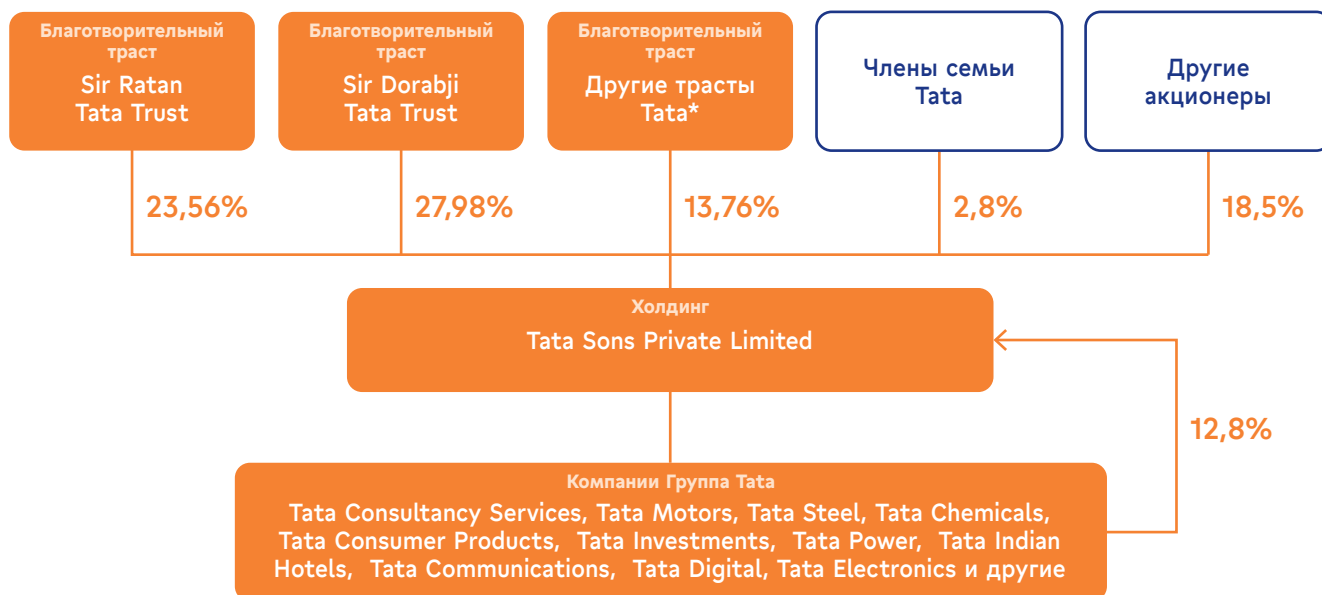 Благотворительный
траст
Sir Ratan
Tata Trust
Благотворительный
траст
Sir Dorabji
Tata Trust
Благотворительный
траст
Другие трасты
Tata*
Члены семьи
Tata
Другие
акционеры
23,56%
27,98%
13,76%
2,8%
18,5%
Холдинг
Tata Sons Private Limited
12,8%
Компании Группа Tata
Tata Consultancy Services, Tata Motors, Tata Steel, Tata Chemicals,
Tata Consumer Products, Tata Investments, Tata Power, Tata Indian
Hotels, Tata Communications, Tata Digital, Tata Electronics и другие